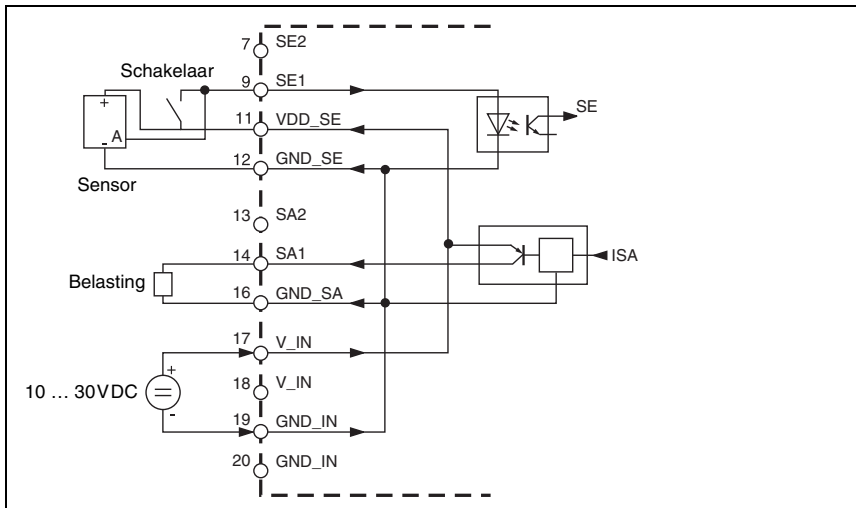 7 SE2
Schakelaar
9 SE1
SE
+
11 VDD_SE
- A
12 GND_SE
Sensor
13 SA2
14 SA1
ISA
Belasting
16 GND_SA
17 V_IN
+
10 ... 30VDC
18 V_IN
-
19 GND_IN
20 GND_IN